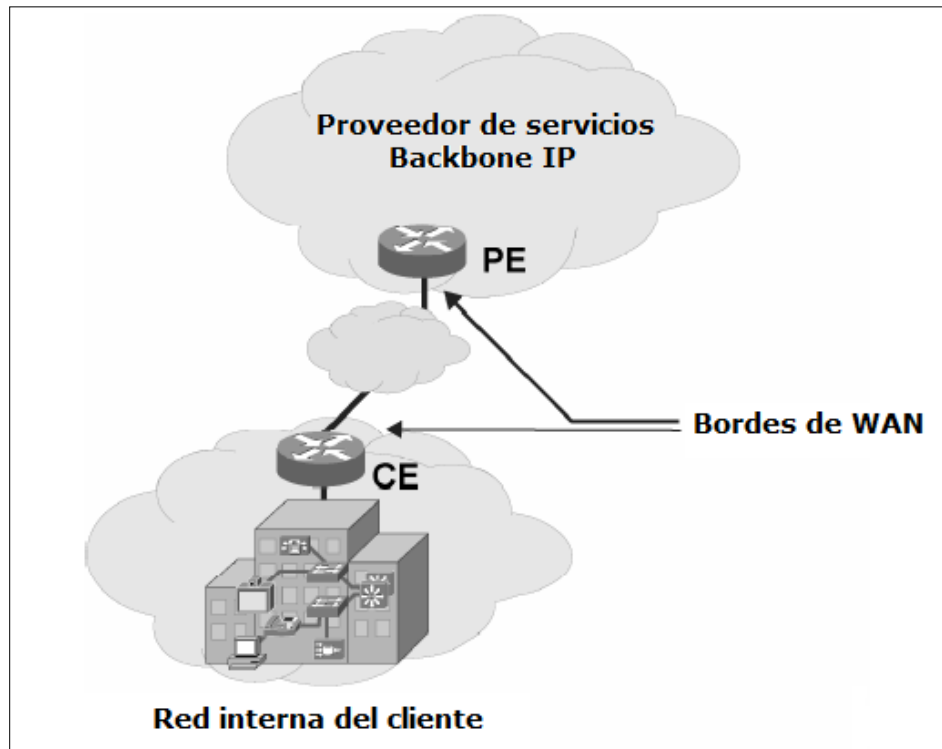 Proveedor de servicios
Backbone IP
PE
Bordes de WAN
CE
Red interna del cliente